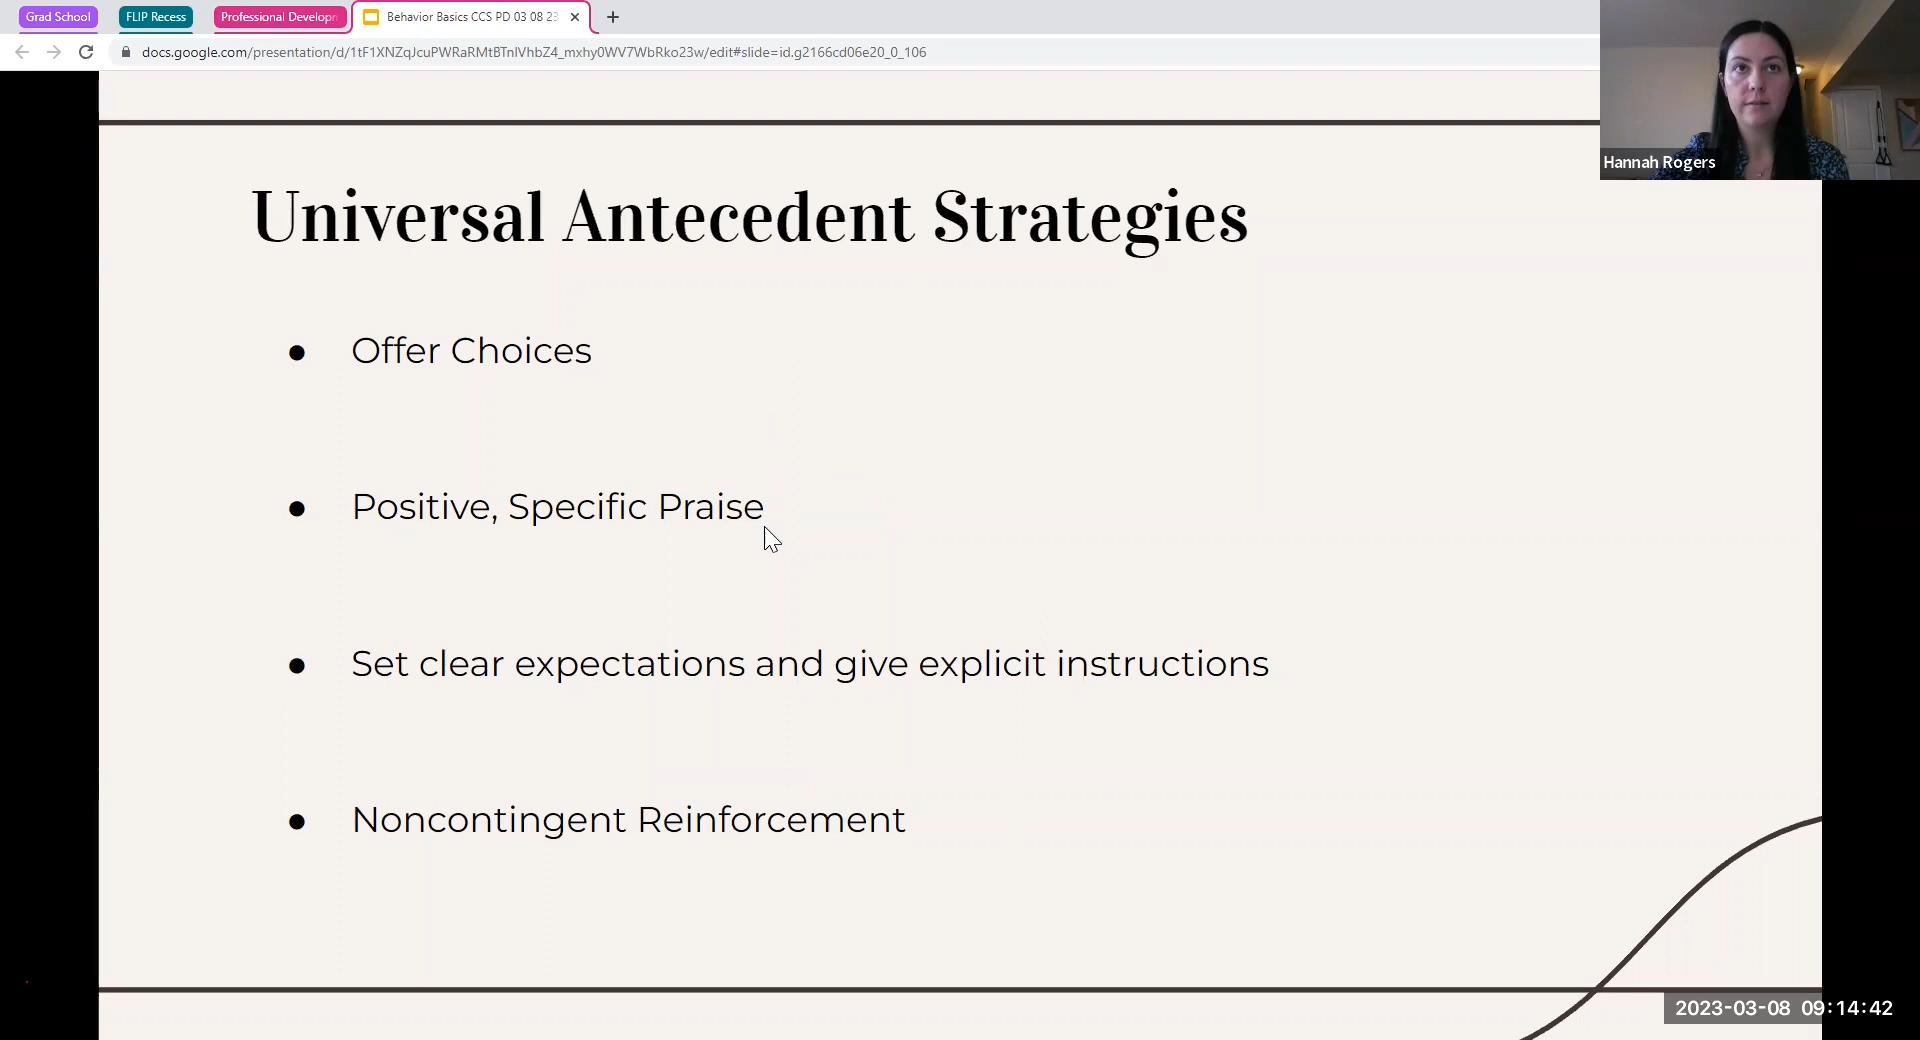 Grad School
FLIP Recess
Professional Developn
Behavior Basics CCS PD 03 08 23
docs.google.com/presentation/d/1tF1XNZqJcuPWRaRMtBTnlVhbZ4_mxhy0WV7WbRko23w/edit#slide=id.g2166cd06e20_0_106
Hannah Rogers
Universal Antecedent Strategies
● Offer Choices
● Positive, Specific Praise
● Set clear expectations and give explicit instructions
● Noncontingent Reinforcement
2023-03-08 09:14:42